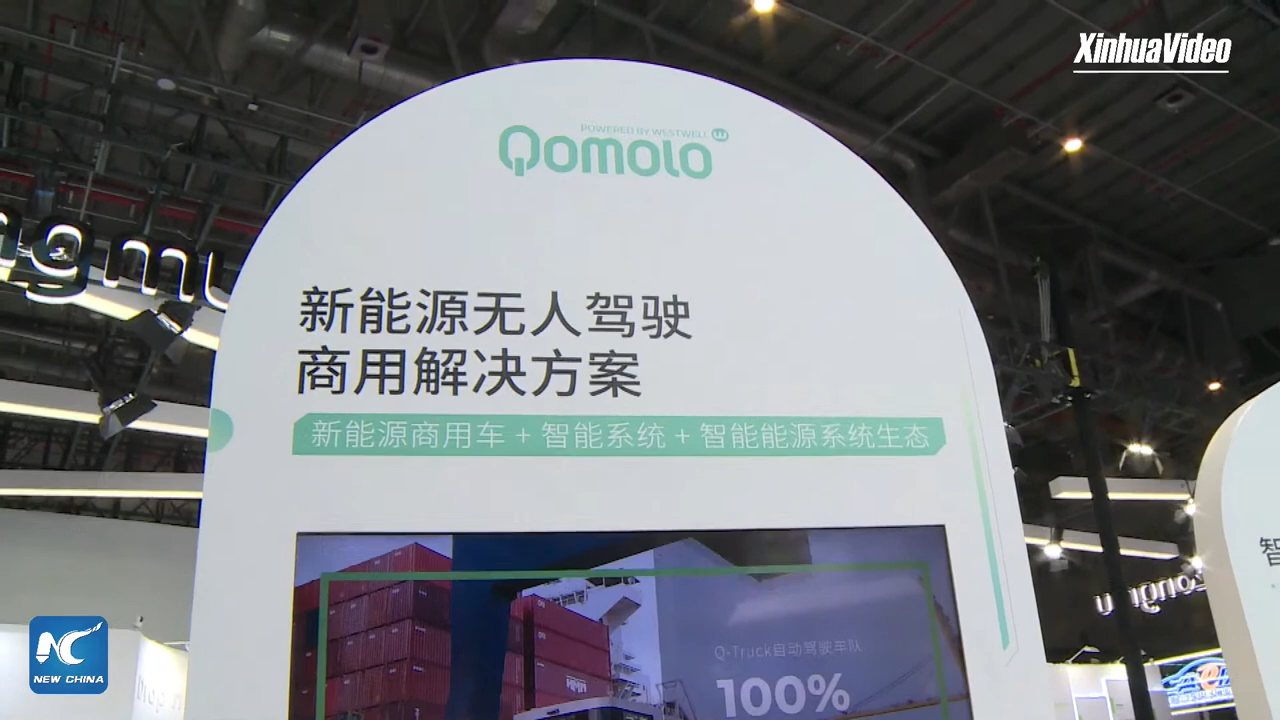 XinhuaVideo
POWERED BY WESTWELL
Qomolo
新能源无人驾驶
商用解决方案
新能源商用车 + 智能系统 + 智能能源系统生态
Q-Truck自动驾驶车队
100%
智
NC
NEW CHINA